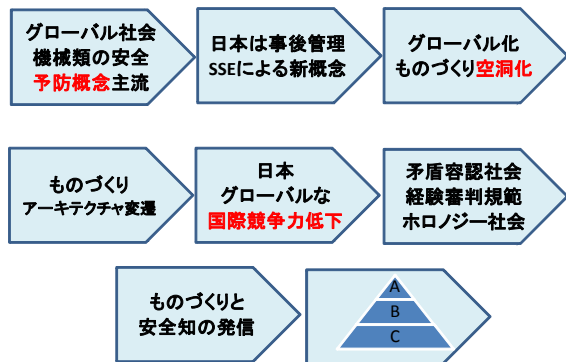 グローバル社会
機械類の安全
予防概念主流
日本は事後管理
SSEによる新概念
グローバル化
ものづくり空洞化
ものづくり
アーキテクチャ変遷
日本
グローバルな
国際競争力低下
矛盾容認社会
経験審判規範
ホロノジー社会
ものづくりと
安全知の発信
A
B
C